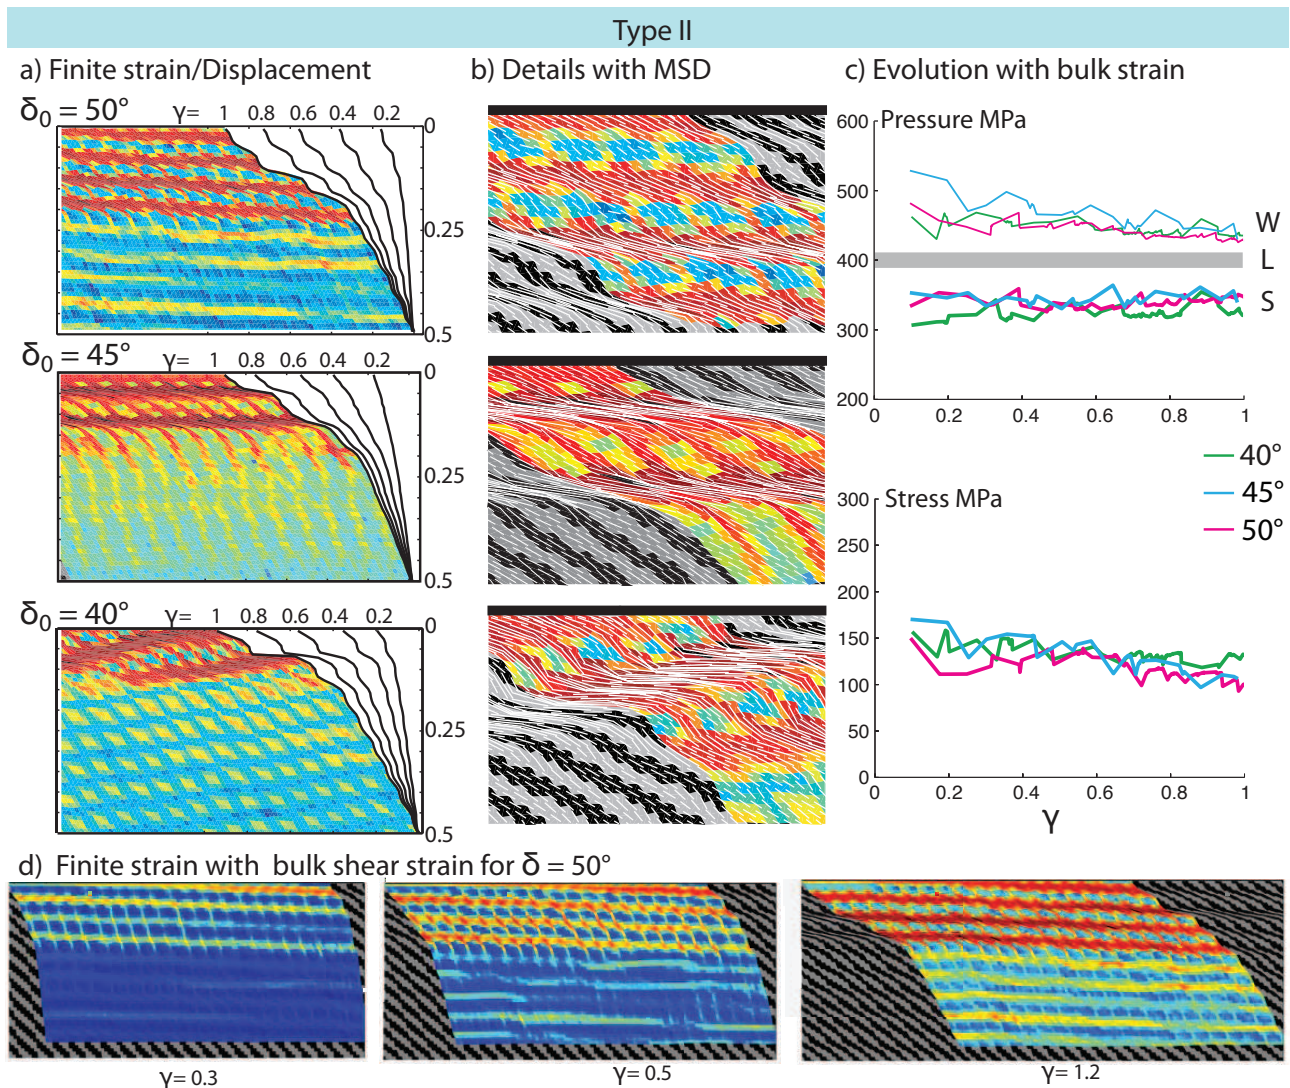 Type II
a) Finite strain/Displacement
b) Details with MSD
c) Evolution with bulk strain
δ0 = 50°
γ= 1 0.8 0.6 0.4 0.2
0
0.25
0.5
δ0 = 45°
γ= 1 0.8 0.6 0.4 0.2
0
0.25
0.5
δ0 = 40°
γ= 1 0.8 0.6 0.4 0.2
0
0.25
0.5
Pressure MPa
600
500
400
300
200
W
L
S
0 0.2 0.4 0.6 0.8 1
40°
45°
50°
Stress MPa
300
250
200
150
100
50
0
0 0.2 0.4 0.6 0.8 1
γ
d) Finite strain with bulk shear strain for δ = 50°
γ= 0.3
γ= 0.5
γ= 1.2